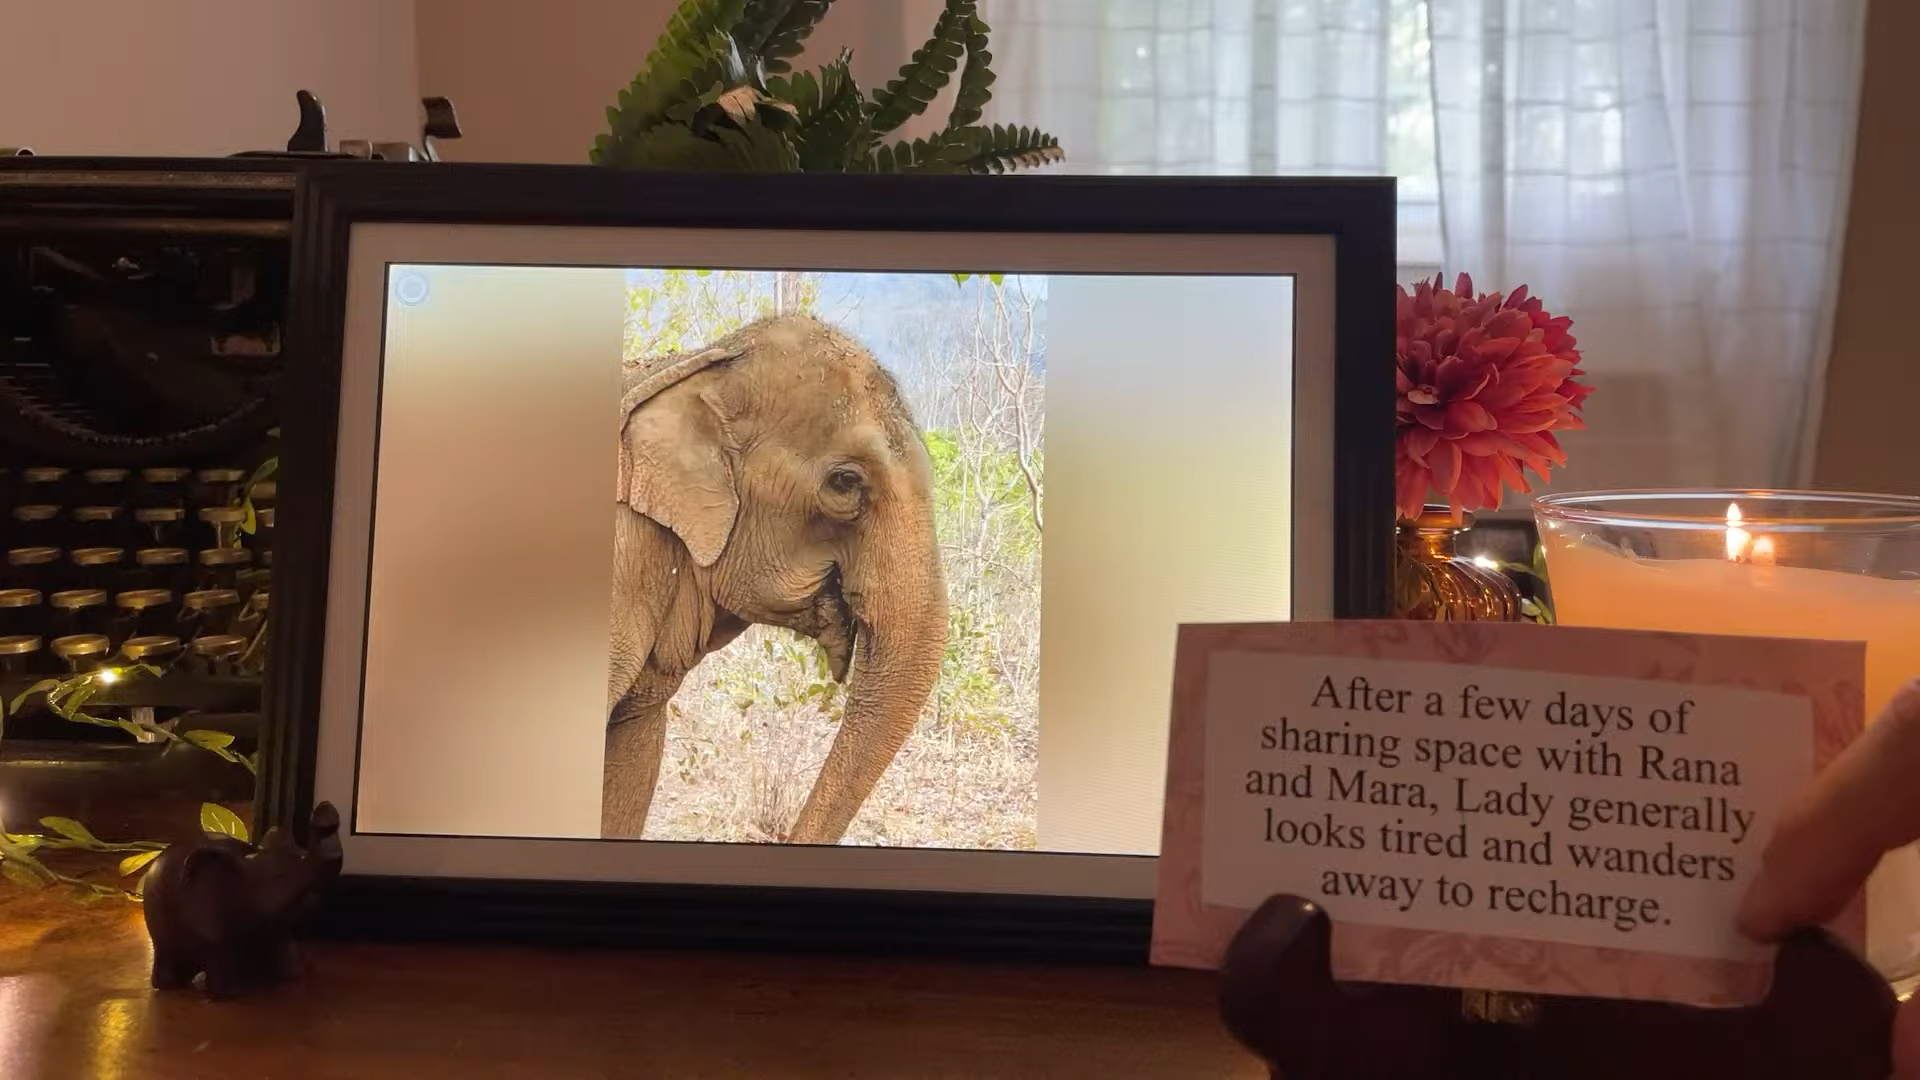 After a few days of
sharing space with Rana
and Mara, Lady generally
looks tired and wanders
away to recharge.